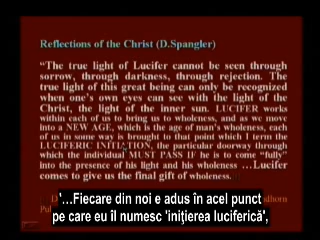 Reflections of the Christ (D.Spangler)
"The true light of Lucifer cannot be seen through
sorrow, through darkness, through rejection. The
true light of this great being can only be recognized
when one's own eyes can see with the light of the
Christ, the light of the inner sun. LUCIFER works
within each of us to bring us to wholeness, and as we move
into a NEW AGE, which is the age of man's wholeness, each
of us in some way is brought to that point which I term the
LUCIFERIC INITIATION, the particular doorway through
which the individual MUST PASS IF he is to come "fully"
into the presence of his light and his wholeness ...Lucifer
comes to give us the final gift of wholeness.
'...Fiecare din noi e adus în acel punct
pe care eu îl numesc 'iniţierea luciferică',